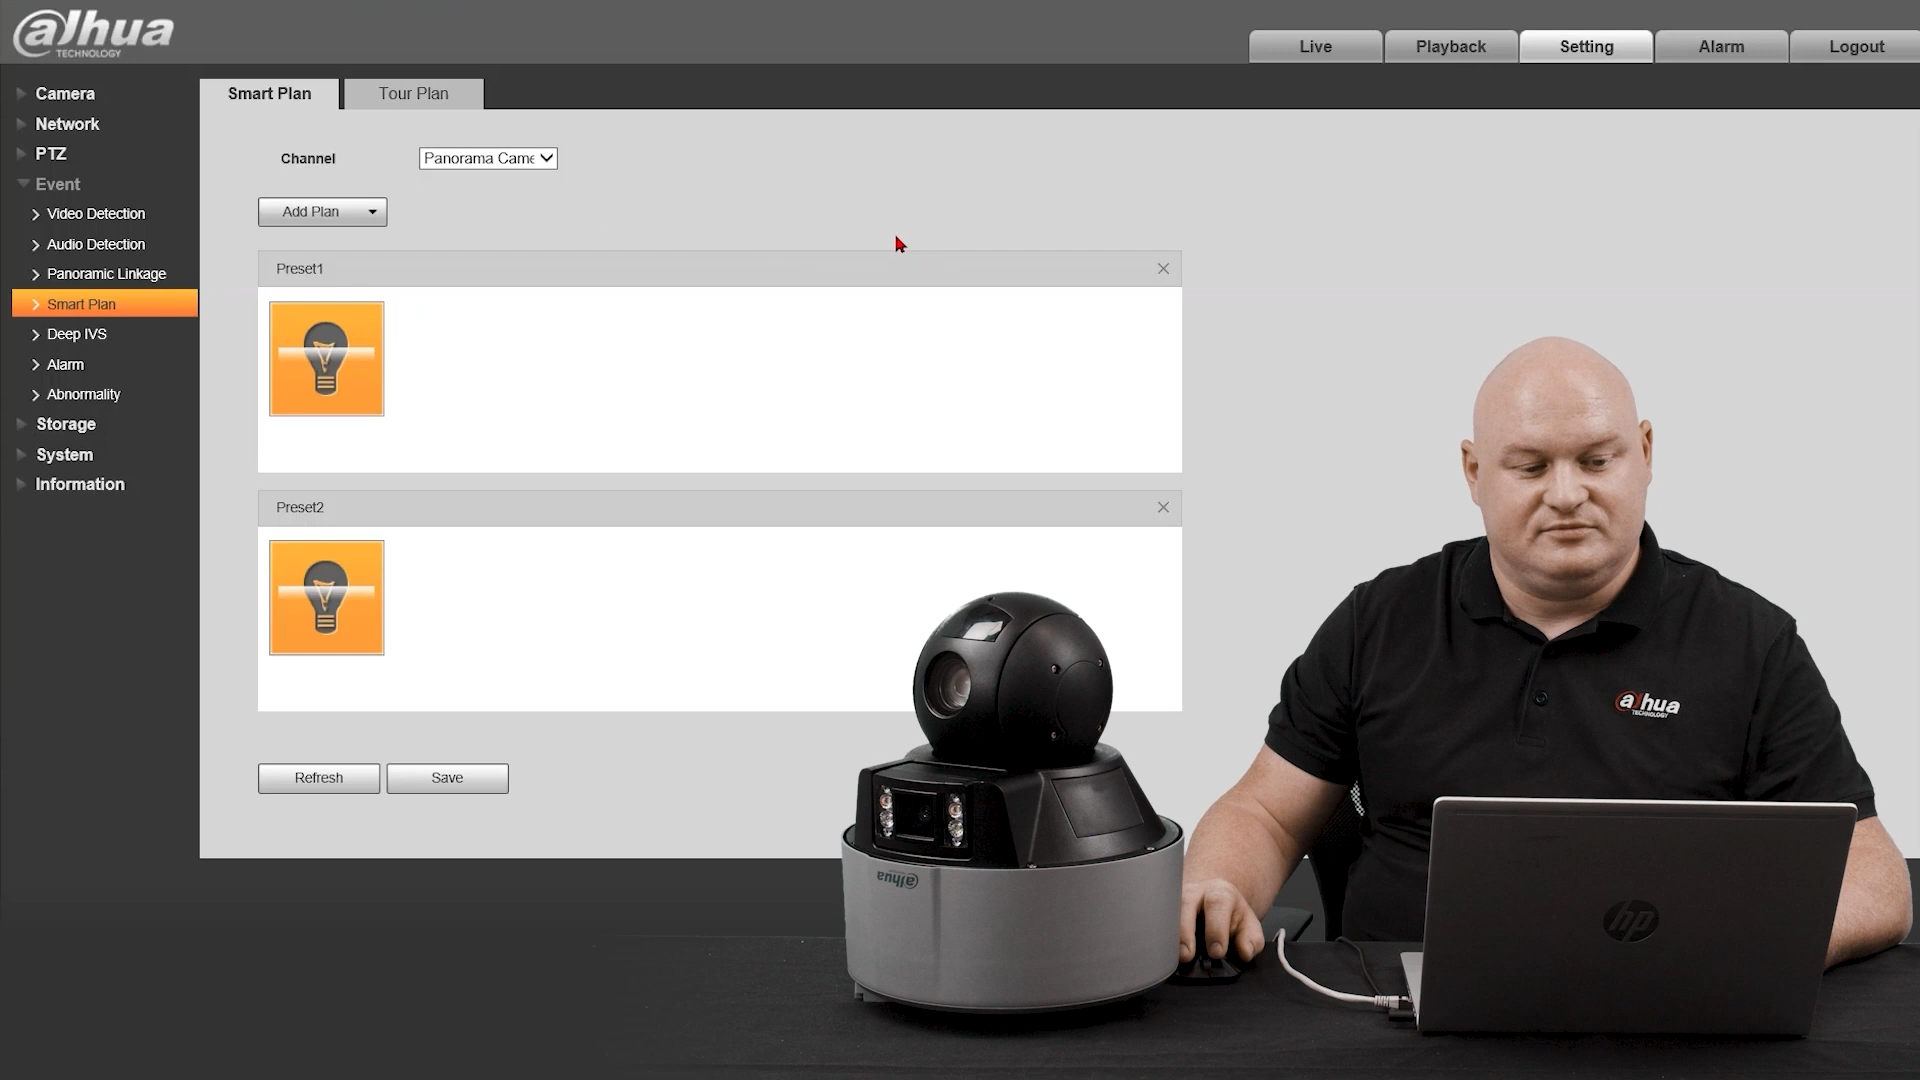 alhua
TECHNOLOGY
Live
Playback
Setting
Alarm
Logout
Camera
Network
PTZ
Event
Video Detection
Audio Detection
Panoramic Linkage
Smart Plan
Deep IVS
Alarm
Abnormality
Storage
System
Information
Smart Plan
Tour Plan
Channel
Panorama Came
Add Plan
Preset1
Preset2
Refresh
Save
alhua
TECHNOLOGY
alhua
hp